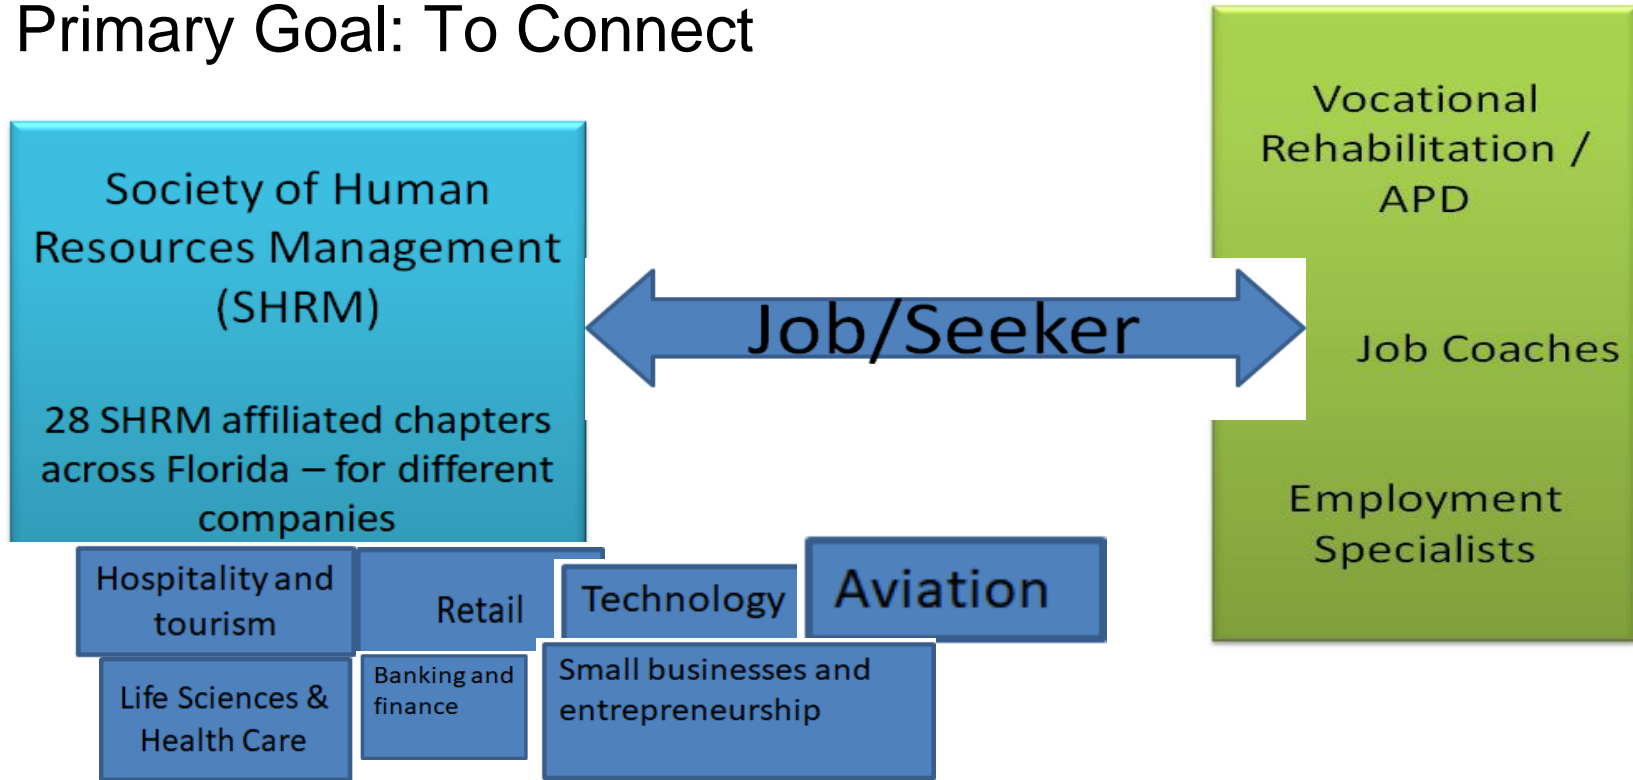 Primary Goal: To Connect
Society of Human
Resources Management
(SHRM)
28 SHRM affiliated chapters
across Florida – for different
companies
Job/Seeker
Vocational
Rehabilitation /
APD
Job Coaches
Employment
Specialists
Hospitality and
tourism
Retail
Technology
Aviation
Life Sciences &
Health Care
Banking and
finance
Small businesses and
entrepreneurship